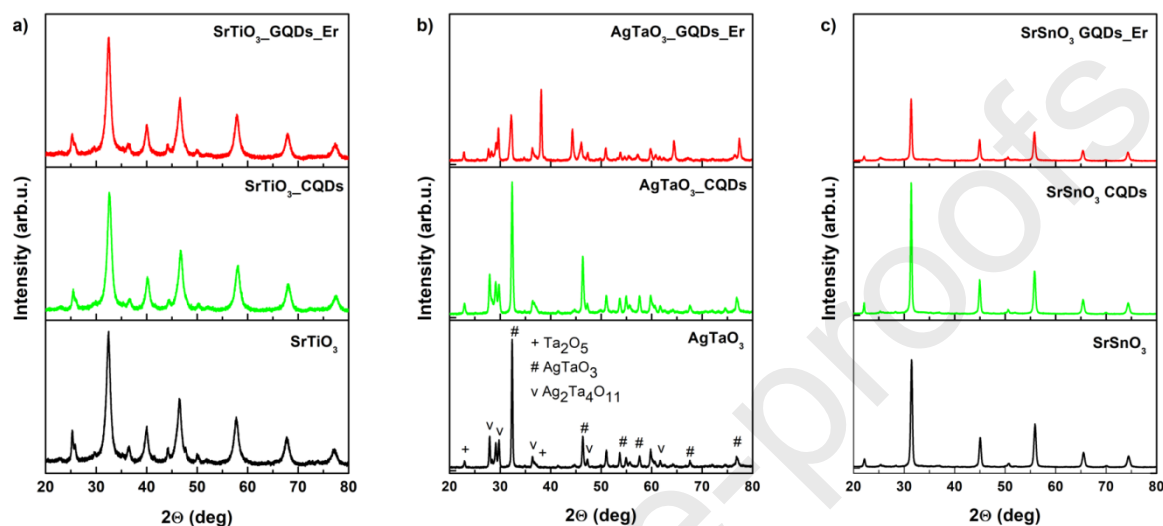 a)
SrTiO₃_GQDs_Er
SrTiO₃_CQDs
SrTiO₃
Intensity (arb.u.)
20 30 40 50 60 70 80
2Θ (deg)
b)
AgTaO₃_GQDs_Er
AgTaO₃_CQDs
AgTaO₃
#
+ Ta₂O₅
# AgTaO₃
v Ag₂Ta₄O₁₁
+ v v v + # v # # v # #
Intensity (arb.u.)
20 30 40 50 60 70 80
2Θ (deg)
c)
SrSnO₃ GQDs_Er
SrSnO₃ CQDs
SrSnO₃
Intensity (arb.u.)
20 30 40 50 60 70 80
2Θ (deg)
e-proofs